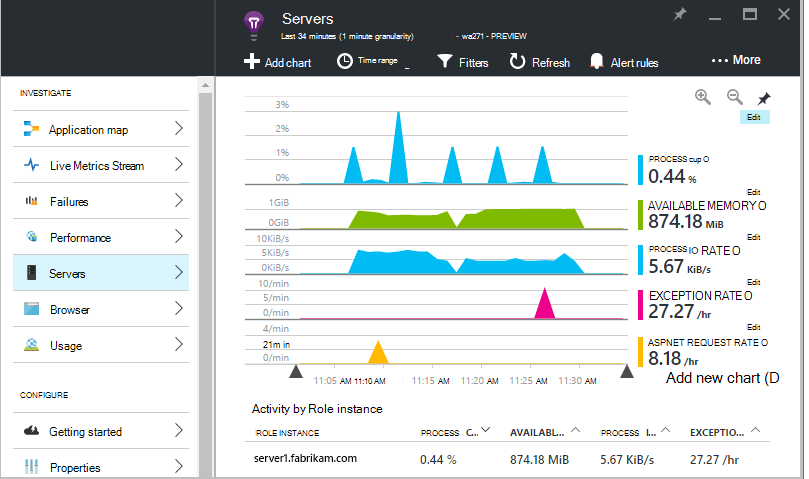 Servers
Last 34 minutes (1 minute granularity) - wa271 - PREVIEW
Add chart Time range Fitters Refresh Alert rules ... More
INVESTIGATE
Application map
Live Metrics Stream
Failures
Performance
Servers
Browser
Usage
CONFIGURE
Getting started
Properties
Edit
3%
2%
1%
0%
PROCESS cup O
0.44 %
Edit
1GiB
0GiB
AVAILABLE MEMORY O
874.18 MiB
Edit
10KiB/s
5KiB/s
0KiB/s
PROCESS IO RATE O
5.67 KiB/s
Edit
10/min
5/min
0/min
EXCEPTION RATE O
27.27 /hr
Edit
4/min
21m in
0/min
ASPNET REQUEST RATE O
8.18 /hr
11:05 AM 11:10 AM 11:15 AM 11:20 AM 11:25 AM 11:30 AM
Add new chart (D
Activity by Role instance
ROLE INSTANCE PROCESS C... AVAILABL... PROCESS I... EXCEPTIO...
server1.fabrikam.com 0.44 % 874.18 MiB 5.67 KiB/s 27.27 /hr